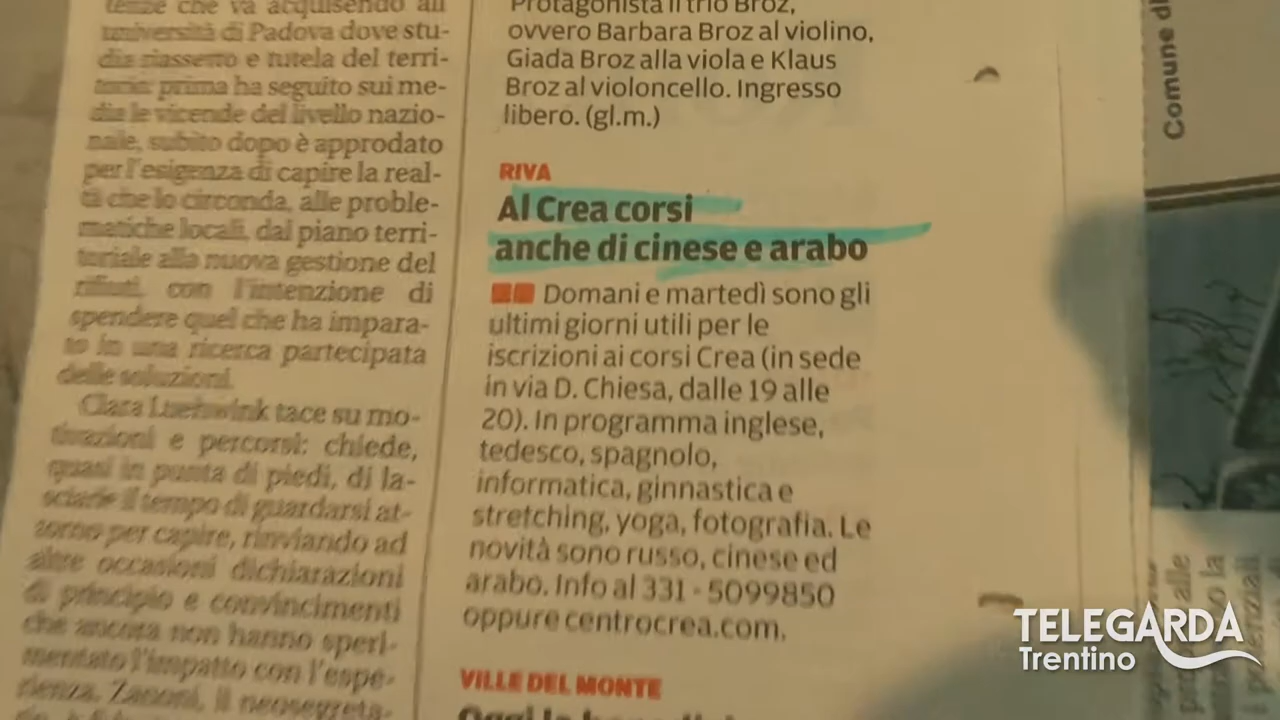 università di Padova dove stu-
dia riassetto e tutela del terri-
torio: prima ha seguito sui me-
dia le vicende del livello nazio-
nale, subito dopo è approdato
per l'esigenza di capire la real-
tà che lo circonda, alle proble-
matiche locali, dal piano terri-
toriale alla nuova gestione dei
rifiuti, con l'intenzione di
spendere quel che ha impara-
to in una ricerca partecipata
delle soluzioni.
Clara tace su mo-
tivazioni e percorsi: chiede,
quasi in punta di piedi, di la-
sciarle il tempo di guardarsi at-
torno per capire, rinviando ad
altre occasioni dichiarazioni
di principio e convincimenti
che ancora non hanno speri-
mentato l'impatto con l'espe-
rienza. Zanoni, il neosegreta-
Protagonista il trio Broz,
ovvero Barbara Broz al violino,
Giada Broz alla viola e Klaus
Broz al violoncello. Ingresso
libero. (gl.m.)
RIVA
Al Crea corsi
anche di cinese e arabo
Domani e martedì sono gli
ultimi giorni utili per le
iscrizioni ai corsi Crea (in sede
in via D. Chiesa, dalle 19 alle
20). In programma inglese,
tedesco, spagnolo,
informatica, ginnastica e
stretching, yoga, fotografia. Le
novità sono russo, cinese ed
arabo. Info al 331 - 5099850
oppure centrocrea.com.
VILLE DEL MONTE
Comune di
TELEGARDA
Trentino